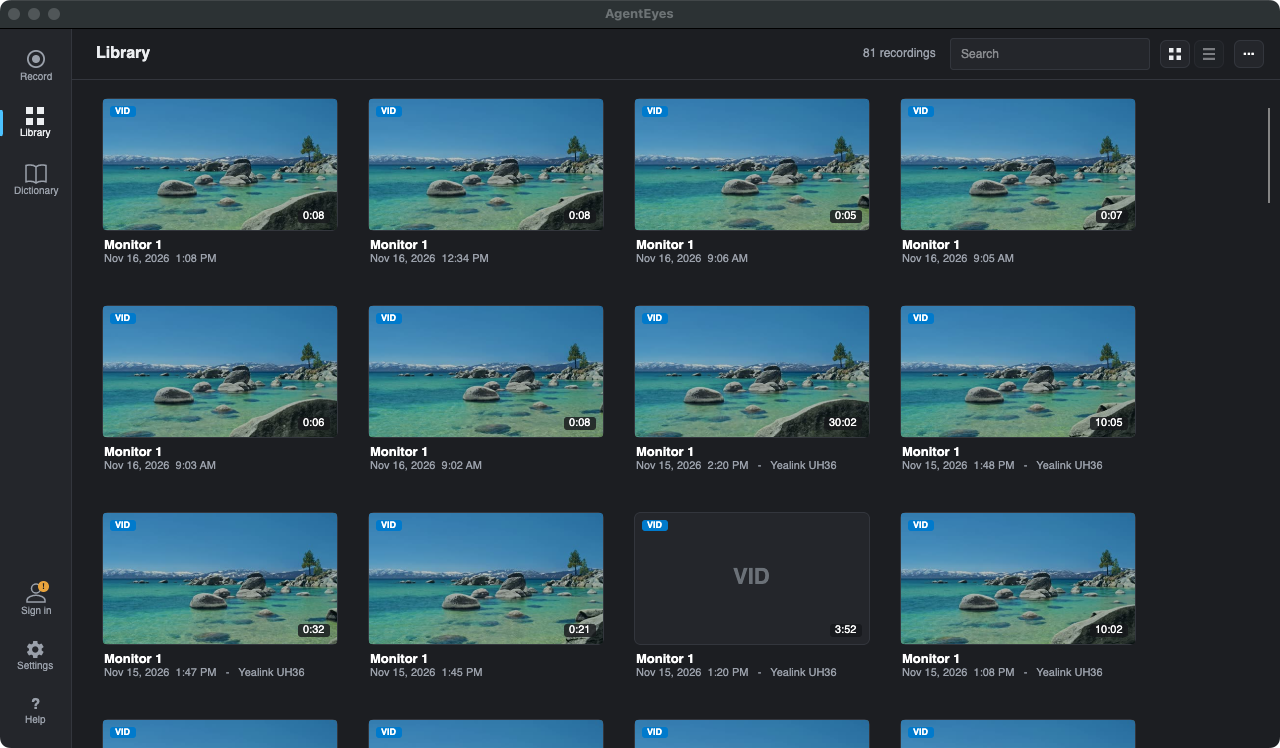 AgentEyes
Record
Library
Dictionary
Sign in
Settings
Help
Library
81 recordings
Search
VID
0:08
Monitor 1
Nov 16, 2026 1:08 PM
VID
0:08
Monitor 1
Nov 16, 2026 12:34 PM
VID
0:05
Monitor 1
Nov 16, 2026 9:06 AM
VID
0:07
Monitor 1
Nov 16, 2026 9:05 AM
VID
0:06
Monitor 1
Nov 16, 2026 9:03 AM
VID
0:08
Monitor 1
Nov 16, 2026 9:02 AM
VID
30:02
Monitor 1
Nov 15, 2026 2:20 PM - Yealink UH36
VID
10:05
Monitor 1
Nov 15, 2026 1:48 PM - Yealink UH36
VID
0:32
Monitor 1
Nov 15, 2026 1:47 PM - Yealink UH36
VID
0:21
Monitor 1
Nov 15, 2026 1:45 PM
VID
VID
3:52
Monitor 1
Nov 15, 2026 1:20 PM - Yealink UH36
VID
10:02
Monitor 1
Nov 15, 2026 1:08 PM - Yealink UH36
VID
VID
VID
VID